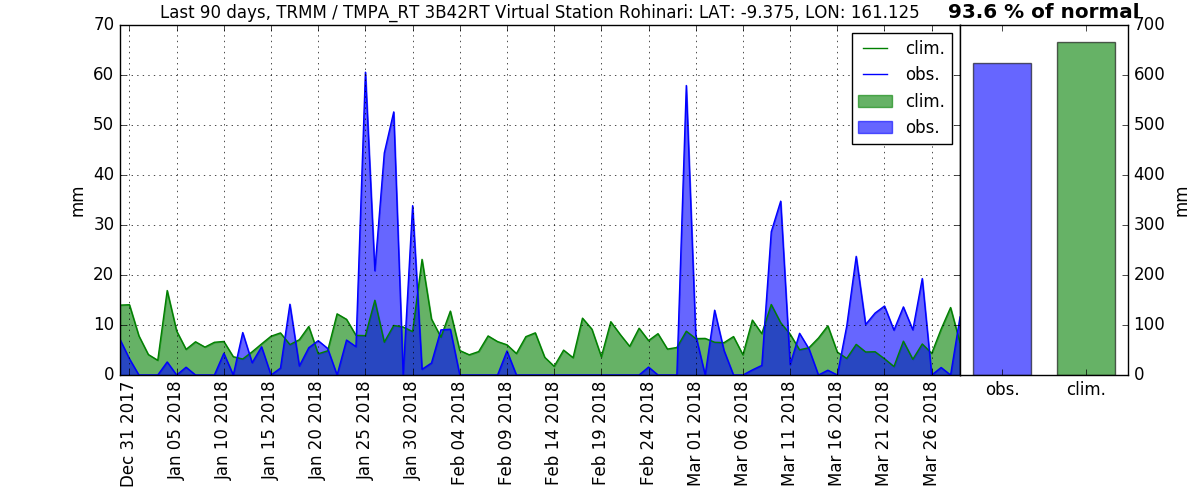 Last 90 days, TRMM / TMPA_RT 3B42RT Virtual Station Rohinari: LAT: -9.375, LON: 161.125
93.6 % of normal
70
60
50
40
30
20
10
0
mm
clim.
obs.
clim.
obs.
700
600
500
400
300
200
100
0
mm
obs.
clim.
Dec 31 2017
Jan 05 2018
Jan 10 2018
Jan 15 2018
Jan 20 2018
Jan 25 2018
Jan 30 2018
Feb 04 2018
Feb 09 2018
Feb 14 2018
Feb 19 2018
Feb 24 2018
Mar 01 2018
Mar 06 2018
Mar 11 2018
Mar 16 2018
Mar 21 2018
Mar 26 2018